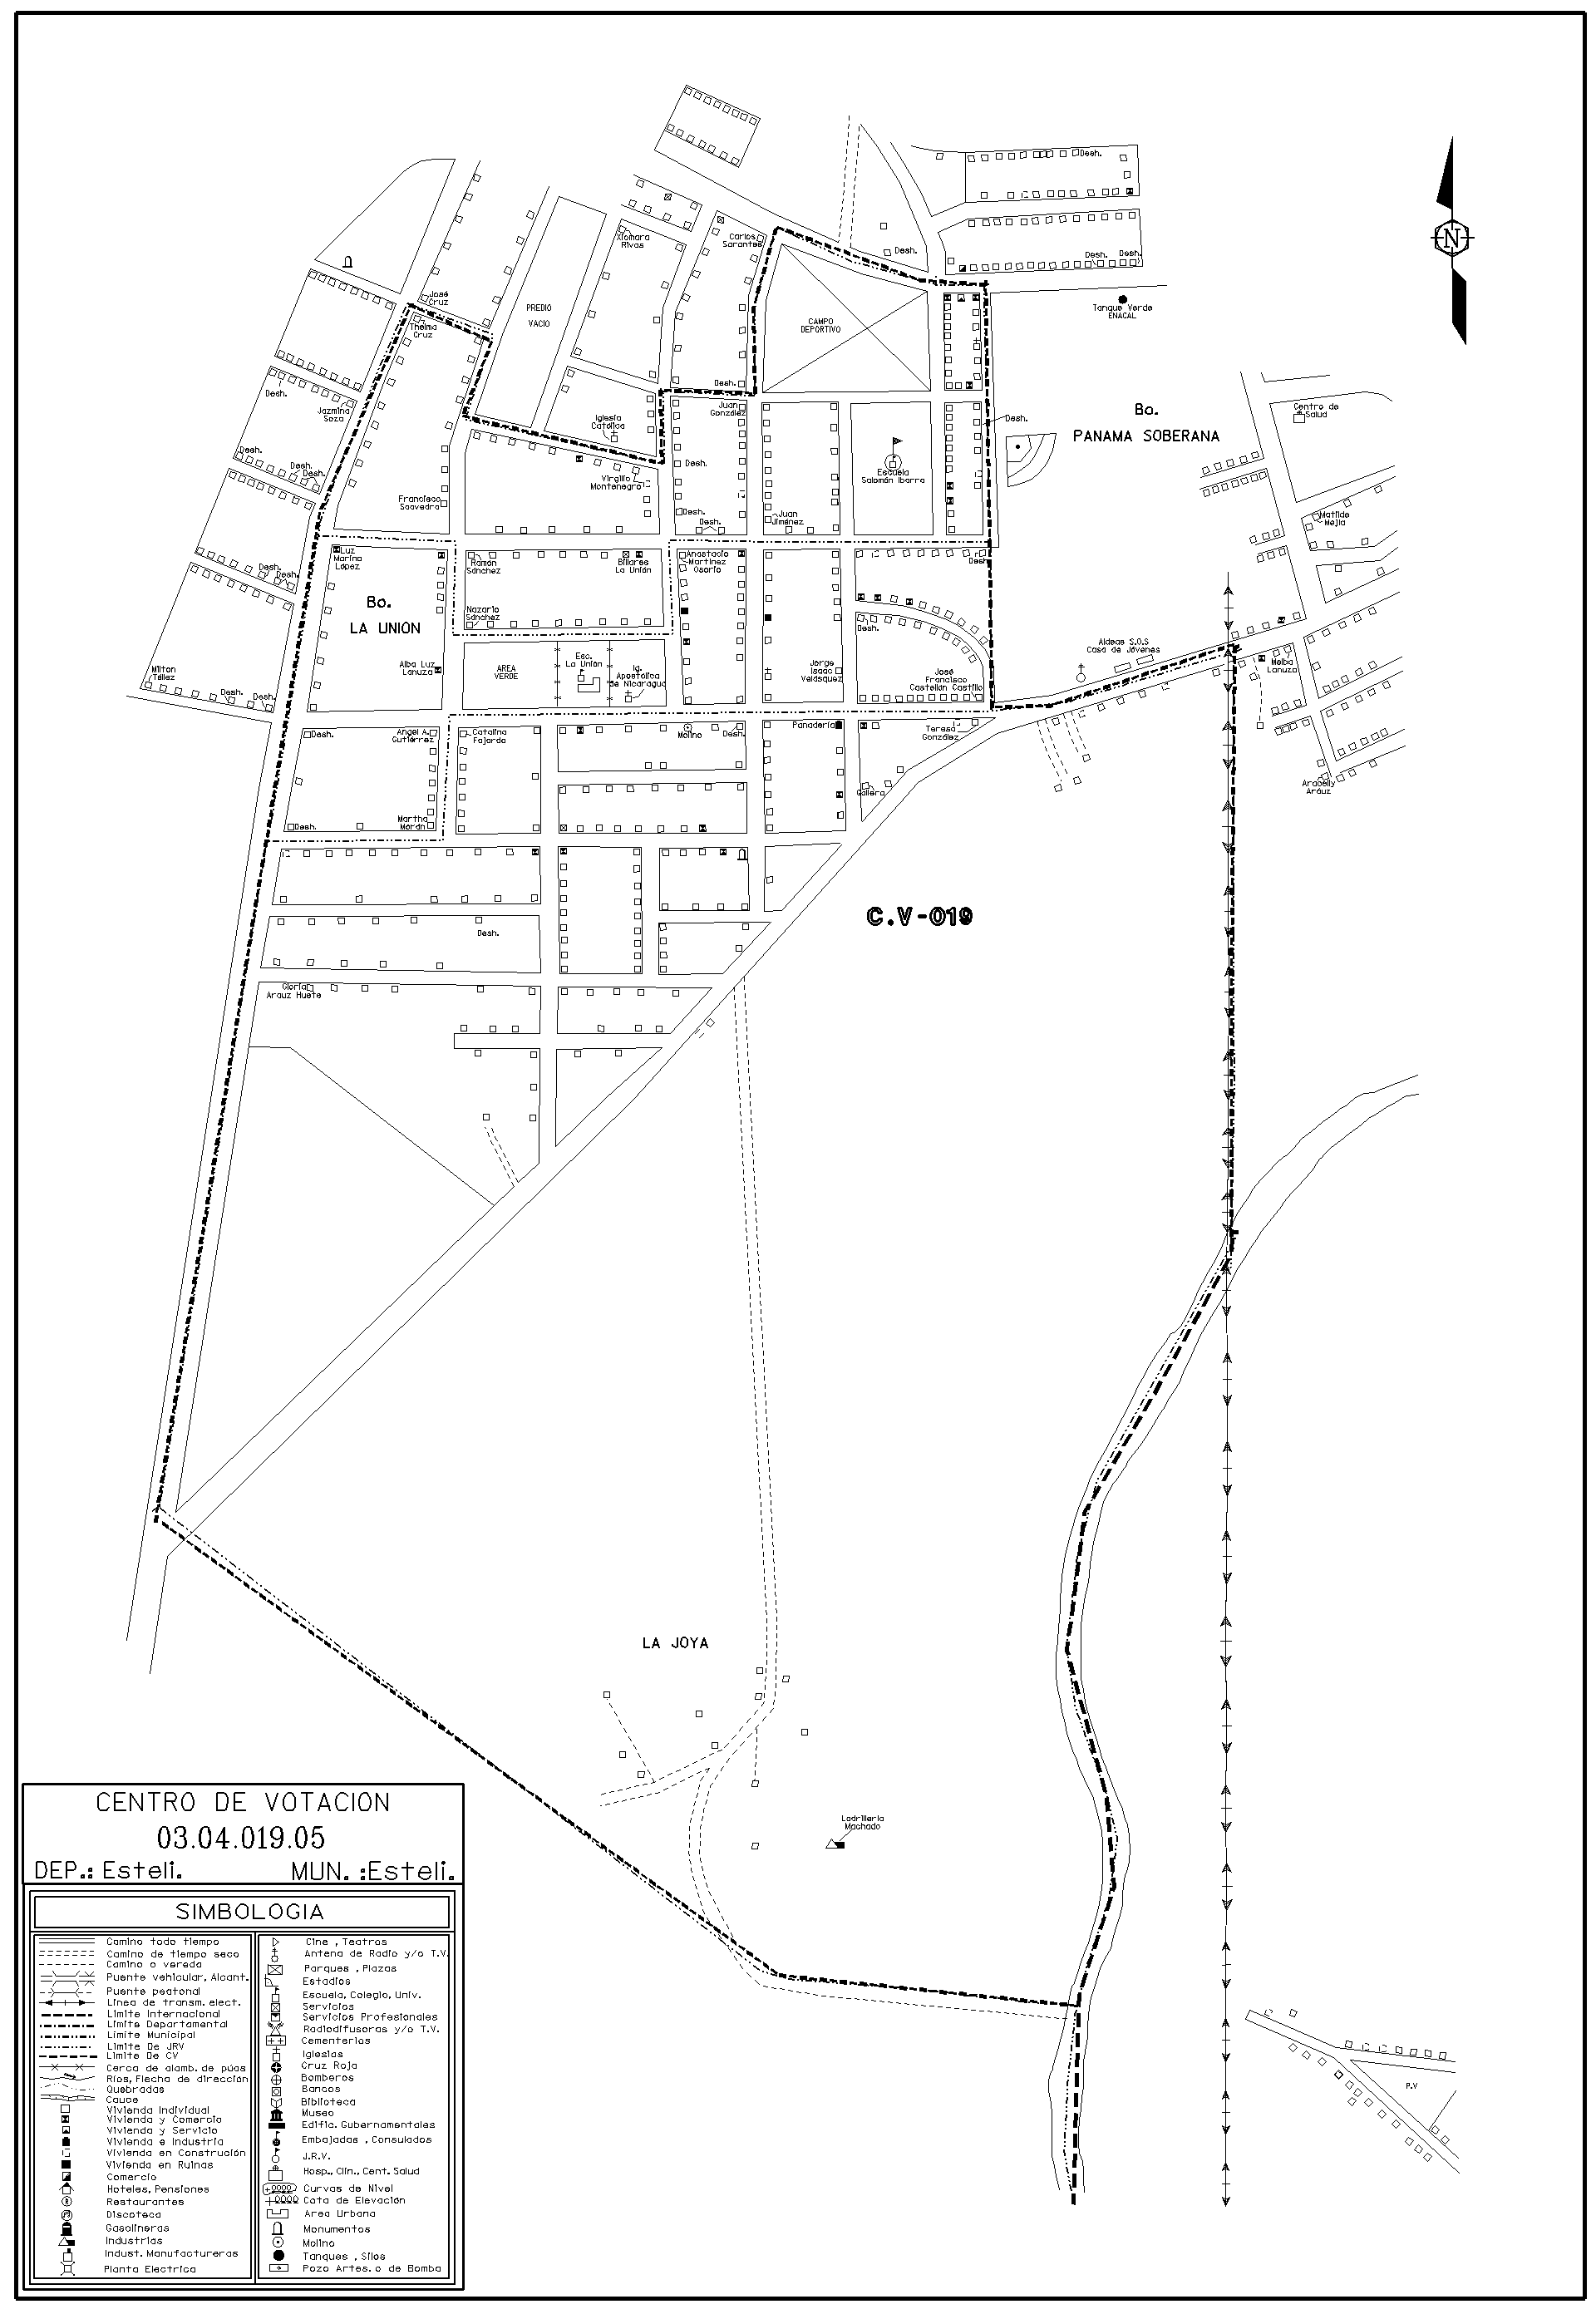 Desh.
Xiomara
Rivas
Carlos
Sarantes
Desh.
Desh.
Desh.
N
José
Cruz
PREDIO
VACIO
CAMPO
DEPORTIVO
Tanque Verde
ENACAL
Thelma
Cruz
Desh.
Desh.
Jazmina
Soza
Juan
González
Iglesia
Católica
Desh.
Bo.
PANAMA SOBERANA
Centro de
Salud
Desh.
Desh.
Desh.
Desh.
Escuela
Salomón Ibarra
Virgilio
Montenegro
Francisco
Saavedra
Desh.
Desh.
Juan
Jiménez
Matilde
Mejía
Luz
Marina
López
Ramón
Sánchez
Billares
La Unión
Anastacio
Martinez
Osorio
Desh.
Desh.
Desh.
Bo.
LA UNION
Nazario
Sánchez
Desh.
Milton
Téllez
Desh.
Desh.
Alba Luz
Lanuza
AREA
VERDE
Esc.
La Unión
Ig.
Apostólica
de Nicaragua
Jorge
Isaac
Velásquez
José
Francisco
Castellon Castillo
Aldeas S.O.S
Casa de Jóvenes
Melba
Lanuza
Desh.
Angel A.
Gutiérrez
Catalina
Fajardo
Molino
Desh.
Panadería
Teresa
González
Gallera
Aracelly
Aráuz
Desh.
Martha
Morán
C.V-019
Desh.
Gloria
Arauz Huete
LA JOYA
Ladrillería
Machado
P.V
CENTRO DE VOTACION
03.04.019.05
DEP.: Esteli.
MUN. :Esteli.
SIMBOLOGIA
Camino todo tiempo
Camino de tiempo seco
Camino o vereda
Puente vehicular, Alcant.
Puente peatonal
Línea de transm. elect.
Limite Internacional
Limite Departamental
Limite Municipal
Limite De JRV
Limite De CV
Cerca de alamb. de púas
Rios, Flecha de dirección
Quebradas
Cauce
Vivienda Individual
Vivienda y Comercio
Vivienda y Servicio
Vivienda e Industria
Vivienda en Construción
Vivienda en Ruinas
Comercio
Hoteles, Pensiones
Restaurantes
Discoteca
Gasolineras
Industrias
Indust. Manufactureras
Planta Electrica
Cine , Teatros
Antena de Radio y/o T.V.
Parques , Plazas
Estadios
Escuela, Colegio, Univ.
Servicios
Servicios Profesionales
Radiodifusoras y/o T.V.
Cementerios
Iglesias
Cruz Roja
Bomberos
Bancos
Biblioteca
Museo
Edific. Gubernamentales
Embajadas , Consulados
J.R.V.
Hosp., Clin., Cent. Salud
Curvas de Nivel
Cota de Elevación
Area Urbana
Monumentos
Molino
Tanques , Silos
Pozo Artes. o de Bomba